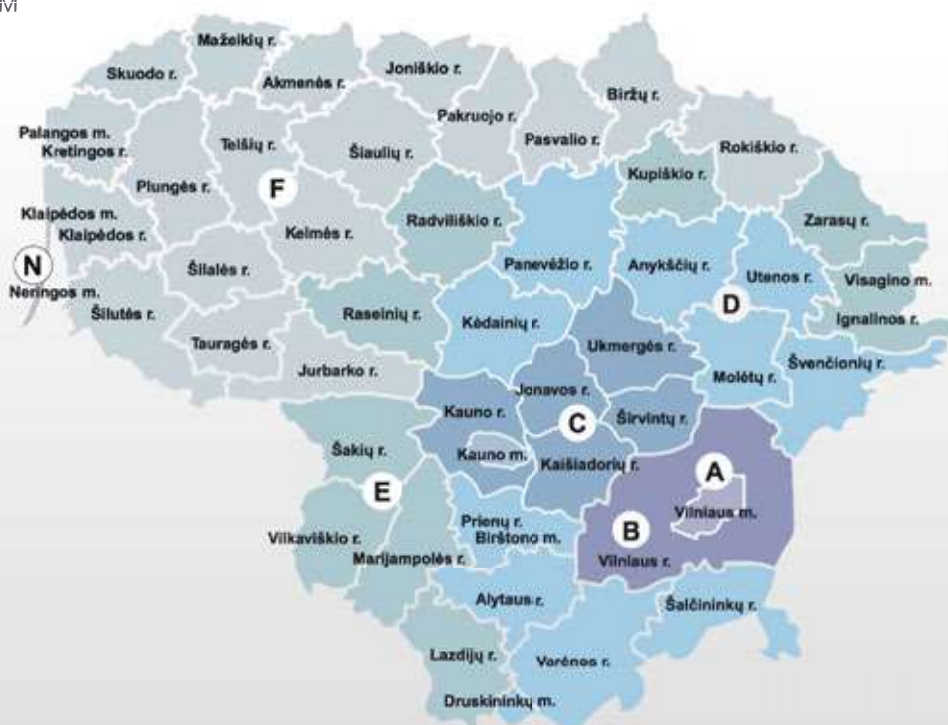 Mažeikių r.
Skuodo r.
Akmenės r.
Joniškio r.
Pakruojo r.
Biržų r.
Palangos m.
Kretingos r.
Telšių r.
Šiaulių r.
Pasvalio r.
Rokiškio r.
Plungės r.
F
Kupiškio r.
Klaipėdos m.
Klaipėdos r.
Kelmės r.
Radviliškio r.
Zarasų r.
N
Neringos m.
Šilalės r.
Panevėžio r.
Anykščių r.
Utenos r.
Visagino m.
Šilutės r.
Raseinių r.
Kėdainių r.
D
Ignalinos r.
Tauragės r.
Ukmergės r.
Švenčionių r.
Jurbarko r.
Jonavos r.
Molėtų r.
Kauno r.
C
Širvintų r.
Šakių r.
Kauno m.
Kaišiadorių r.
A
E
Vilniaus m.
Vilkaviškio r.
Prienų r.
Birštono m.
B
Marijampolės r.
Vilniaus r.
Alytaus r.
Šalčininkų r.
Lazdijų r.
Varėnos r.
Druskininkų m.